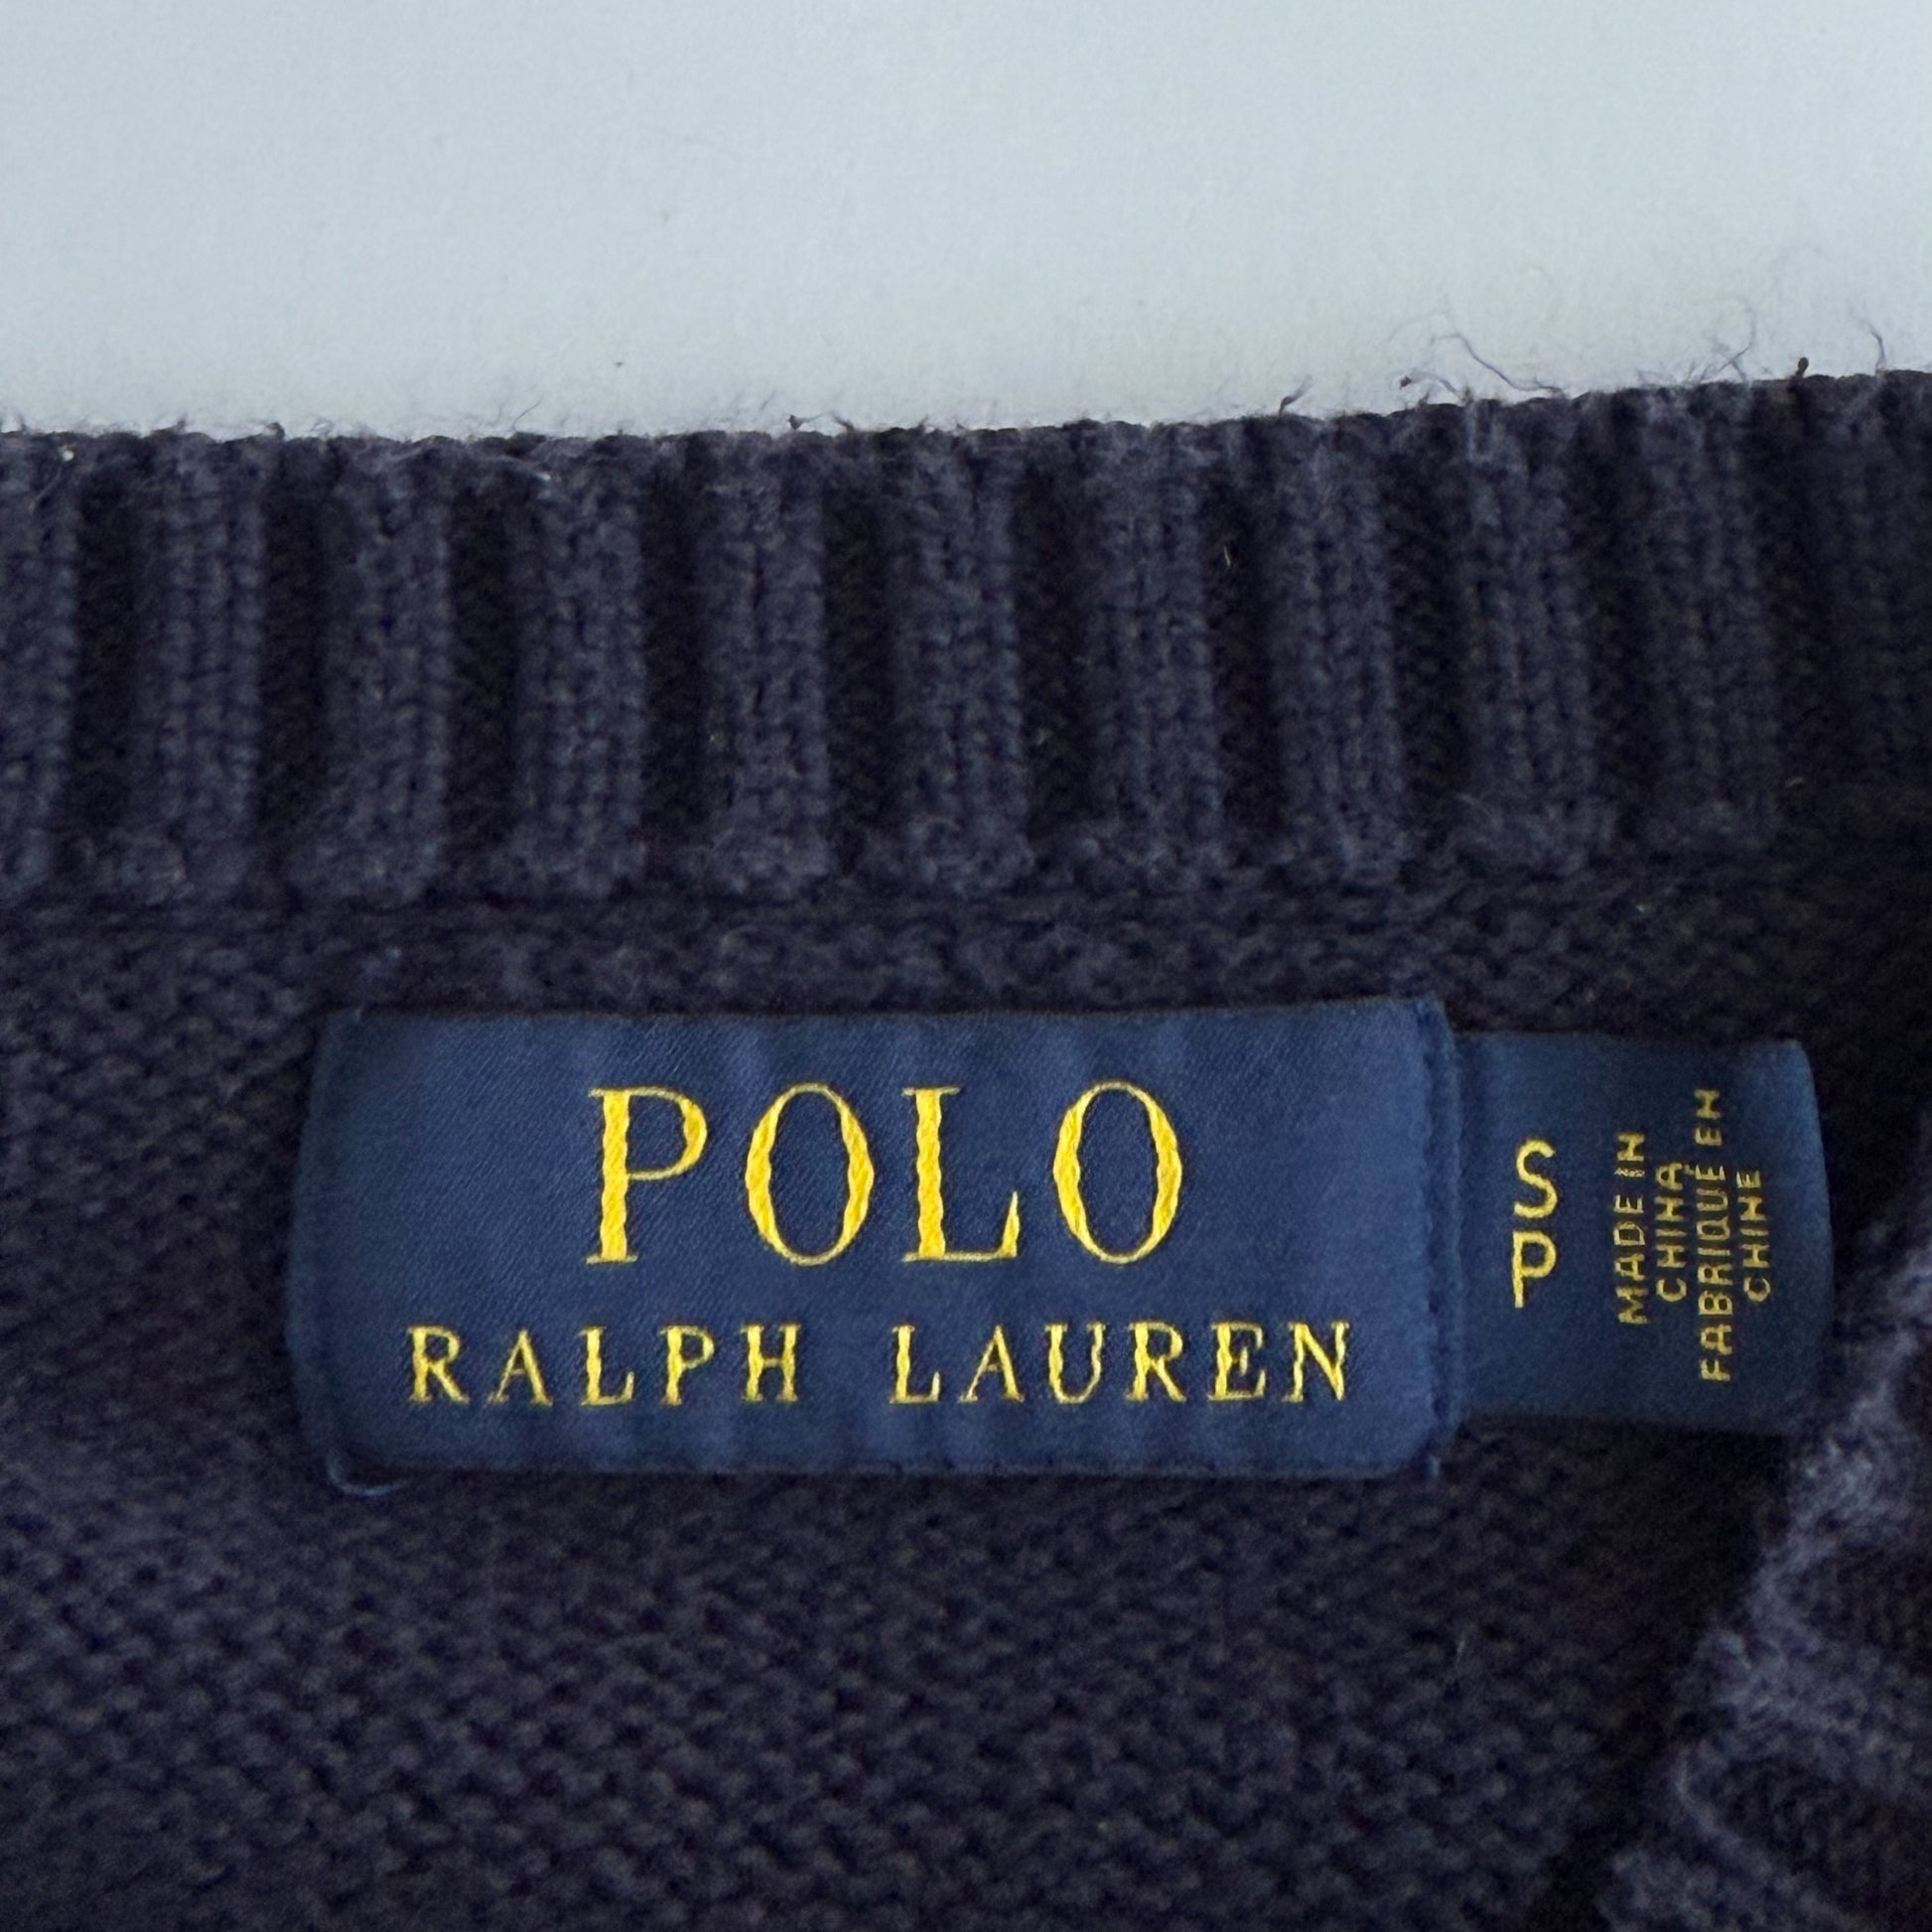 POLO
RALPH LAUREN
S
P
MADE IN
CHINA
FABRIQUÉ EN
CHINE